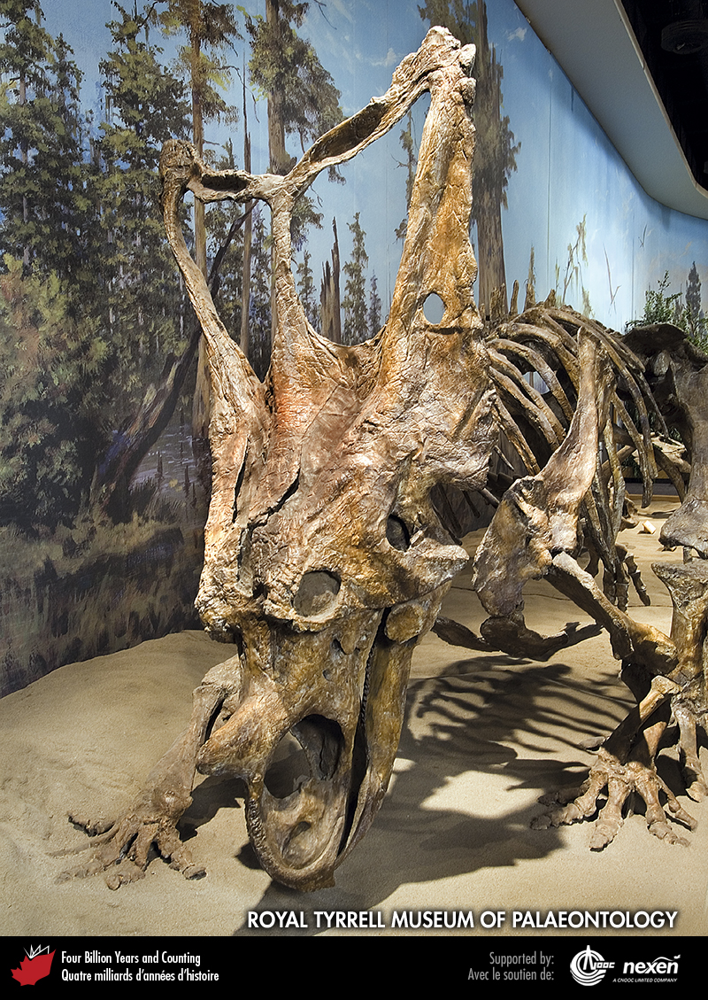 ROYAL TYRRELL MUSEUM OF PALAEONTOLOGY
Four Billion Years and Counting
Quatre milliards d'années d'histoire
Supported by:
Avec le soutien de:
CNOOC
nexen
A CNOOC LIMITED COMPANY